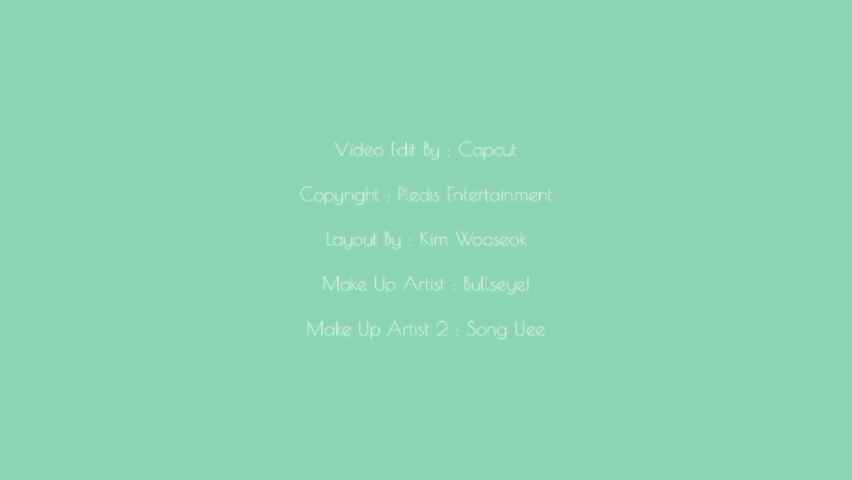 Video Edit By : Capcut
Copyright : Pledis Entertainment
Layout By : Kim Wooseok
Make Up Artist : Bullseye1
Make Up Artist 2 : Song Uee